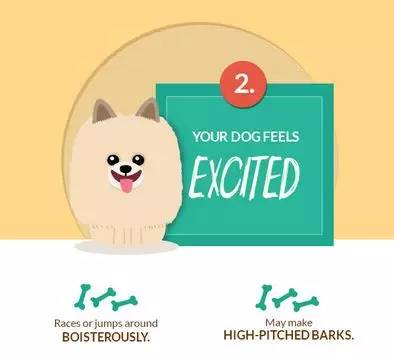 2.
YOUR DOG FEELS
EXCITED
Races or jumps around
BOISTEROUSLY.
May make
HIGH-PITCHED BARKS.